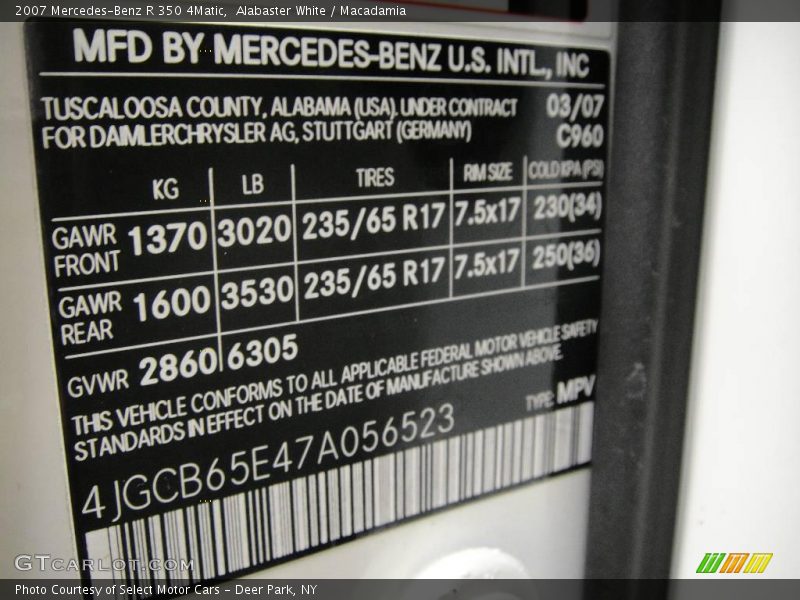 2007 Mercedes-Benz R 350 4Matic,  Alabaster White / Macadamia
MFD BY MERCEDES-BENZ U.S. INTL., INC
TUSCALOOSA COUNTY, ALABAMA (USA). UNDER CONTRACT 03/07
FOR DAIMLERCHRYSLER AG, STUTTGART (GERMANY) C960
KG LB TIRES RIM SIZE COLD KPA (PSI)
GAWR FRONT 1370 3020 235/65 R17 7.5x17 230(34)
GAWR REAR 1600 3530 235/65 R17 7.5x17 250(36)
GVWR 2860 6305
THIS VEHICLE CONFORMS TO ALL APPLICABLE FEDERAL MOTOR VEHICLE SAFETY
STANDARDS IN EFFECT ON THE DATE OF MANUFACTURE SHOWN ABOVE.
4JGCB65E47A056523 TYPE: MPV
GTCARLOT.COM
Photo Courtesy of Select Motor Cars - Deer Park, NY